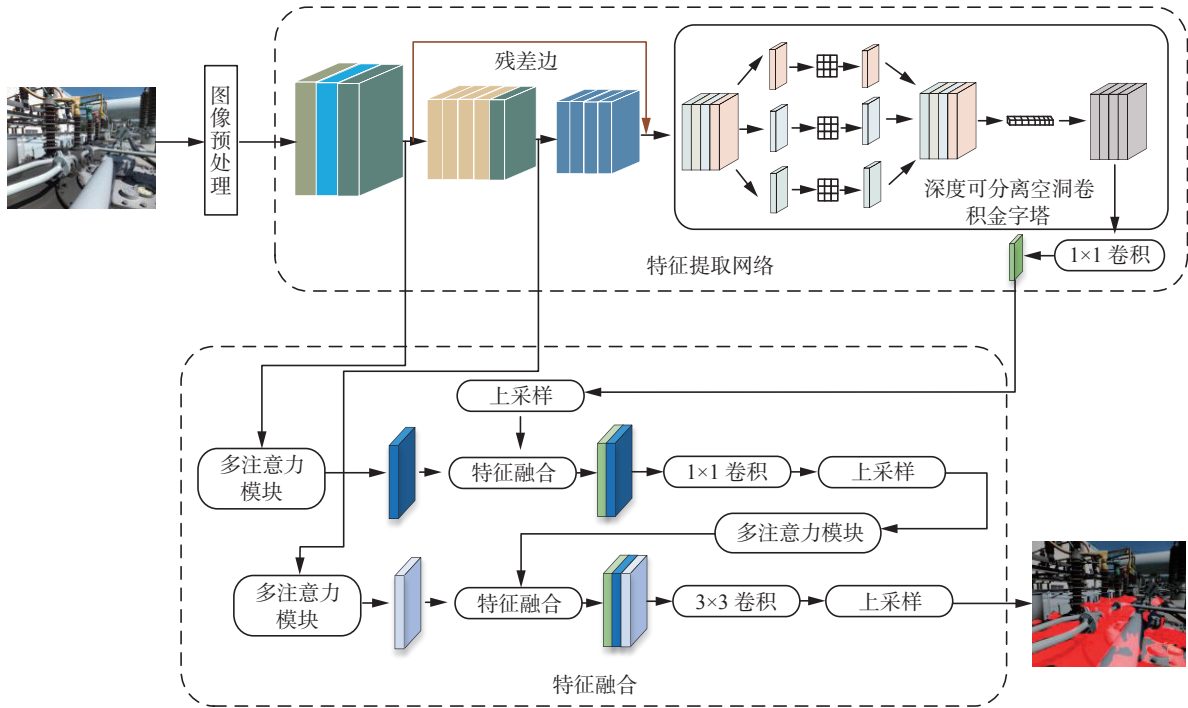 残差边
图像预处理
深度可分离空洞卷
积金字塔
1×1 卷积
特征提取网络
上采样
多注意力
模块
特征融合
1×1 卷积
上采样
多注意力模块
多注意力
模块
特征融合
3×3 卷积
上采样
特征融合